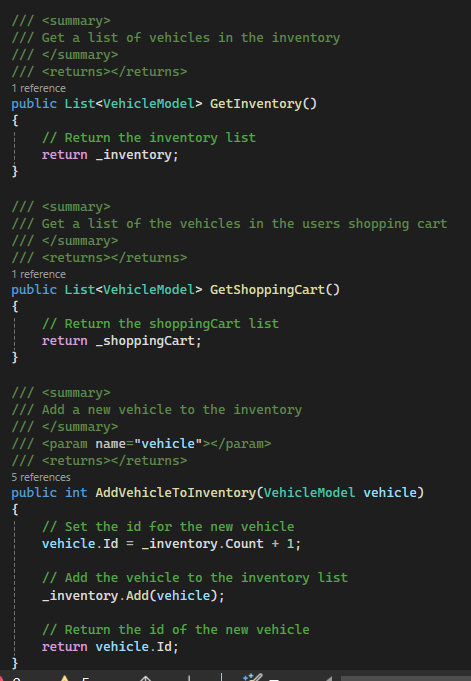 /// <summary>
/// Get a list of vehicles in the inventory
/// </summary>
/// <returns></returns>
1 reference
public List<VehicleModel> GetInventory()
{
// Return the inventory list
return _inventory;
}
/// <summary>
/// Get a list of the vehicles in the users shopping cart
/// </summary>
/// <returns></returns>
1 reference
public List<VehicleModel> GetShoppingCart()
{
// Return the shoppingCart list
return _shoppingCart;
}
/// <summary>
/// Add a new vehicle to the inventory
/// </summary>
/// <param name="vehicle"></param>
/// <returns></returns>
5 references
public int AddVehicleToInventory(VehicleModel vehicle)
{
// Set the id for the new vehicle
vehicle.Id = _inventory.Count + 1;
// Add the vehicle to the inventory list
_inventory.Add(vehicle);
// Return the id of the new vehicle
return vehicle.Id;
}